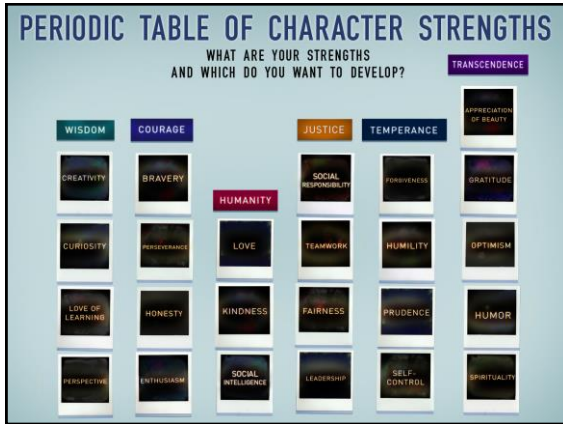 PERIODIC TABLE OF CHARACTER STRENGTHS
WHAT ARE YOUR STRENGTHS
AND WHICH DO YOU WANT TO DEVELOP?
WISDOM
CREATIVITY
CURIOSITY
LOVE OF
LEARNING
PERSPECTIVE
COURAGE
BRAVERY
PERSEVERANCE
HONESTY
ENTHUSIASM
HUMANITY
LOVE
KINDNESS
SOCIAL
INTELLIGENCE
JUSTICE
SOCIAL
RESPONSIBILITY
TEAMWORK
FAIRNESS
LEADERSHIP
TEMPERANCE
FORGIVENESS
HUMILITY
PRUDENCE
SELF-
CONTROL
TRANSCENDENCE
APPRECIATION
OF BEAUTY
GRATITUDE
OPTIMISM
HUMOR
SPIRITUALITY